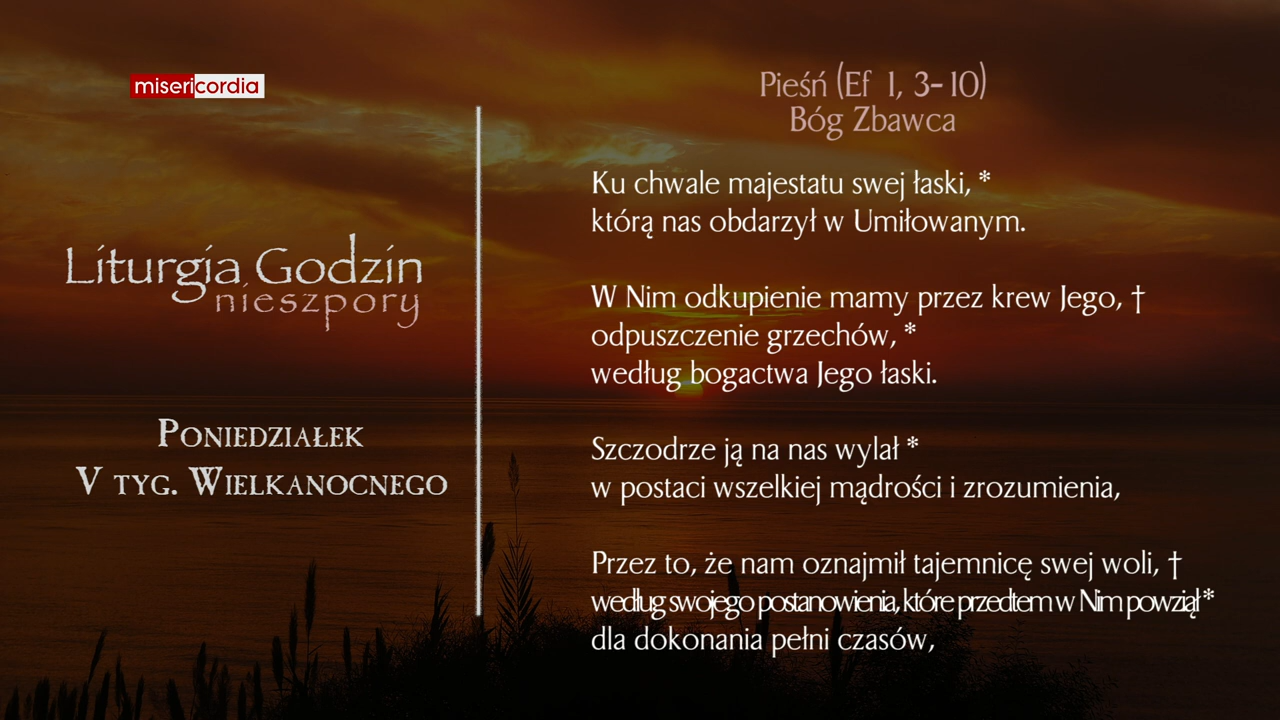 misericordia
Liturgia Godzin
nieszpory
Poniedziałek
V tyg. Wielkanocnego
Pieśń (Ef 1, 3-10)
Bóg Zbawca
Ku chwale majestatu swej łaski, *
którą nas obdarzył w Umiłowanym.
W Nim odkupienie mamy przez krew Jego, †
odpuszczenie grzechów, *
według bogactwa Jego łaski.
Szczodrze ją na nas wylał *
w postaci wszelkiej mądrości i zrozumienia,
Przez to, że nam oznajmił tajemnicę swej woli, †
według swojego postanowienia, które przedtem w Nim powziął *
dla dokonania pełni czasów,